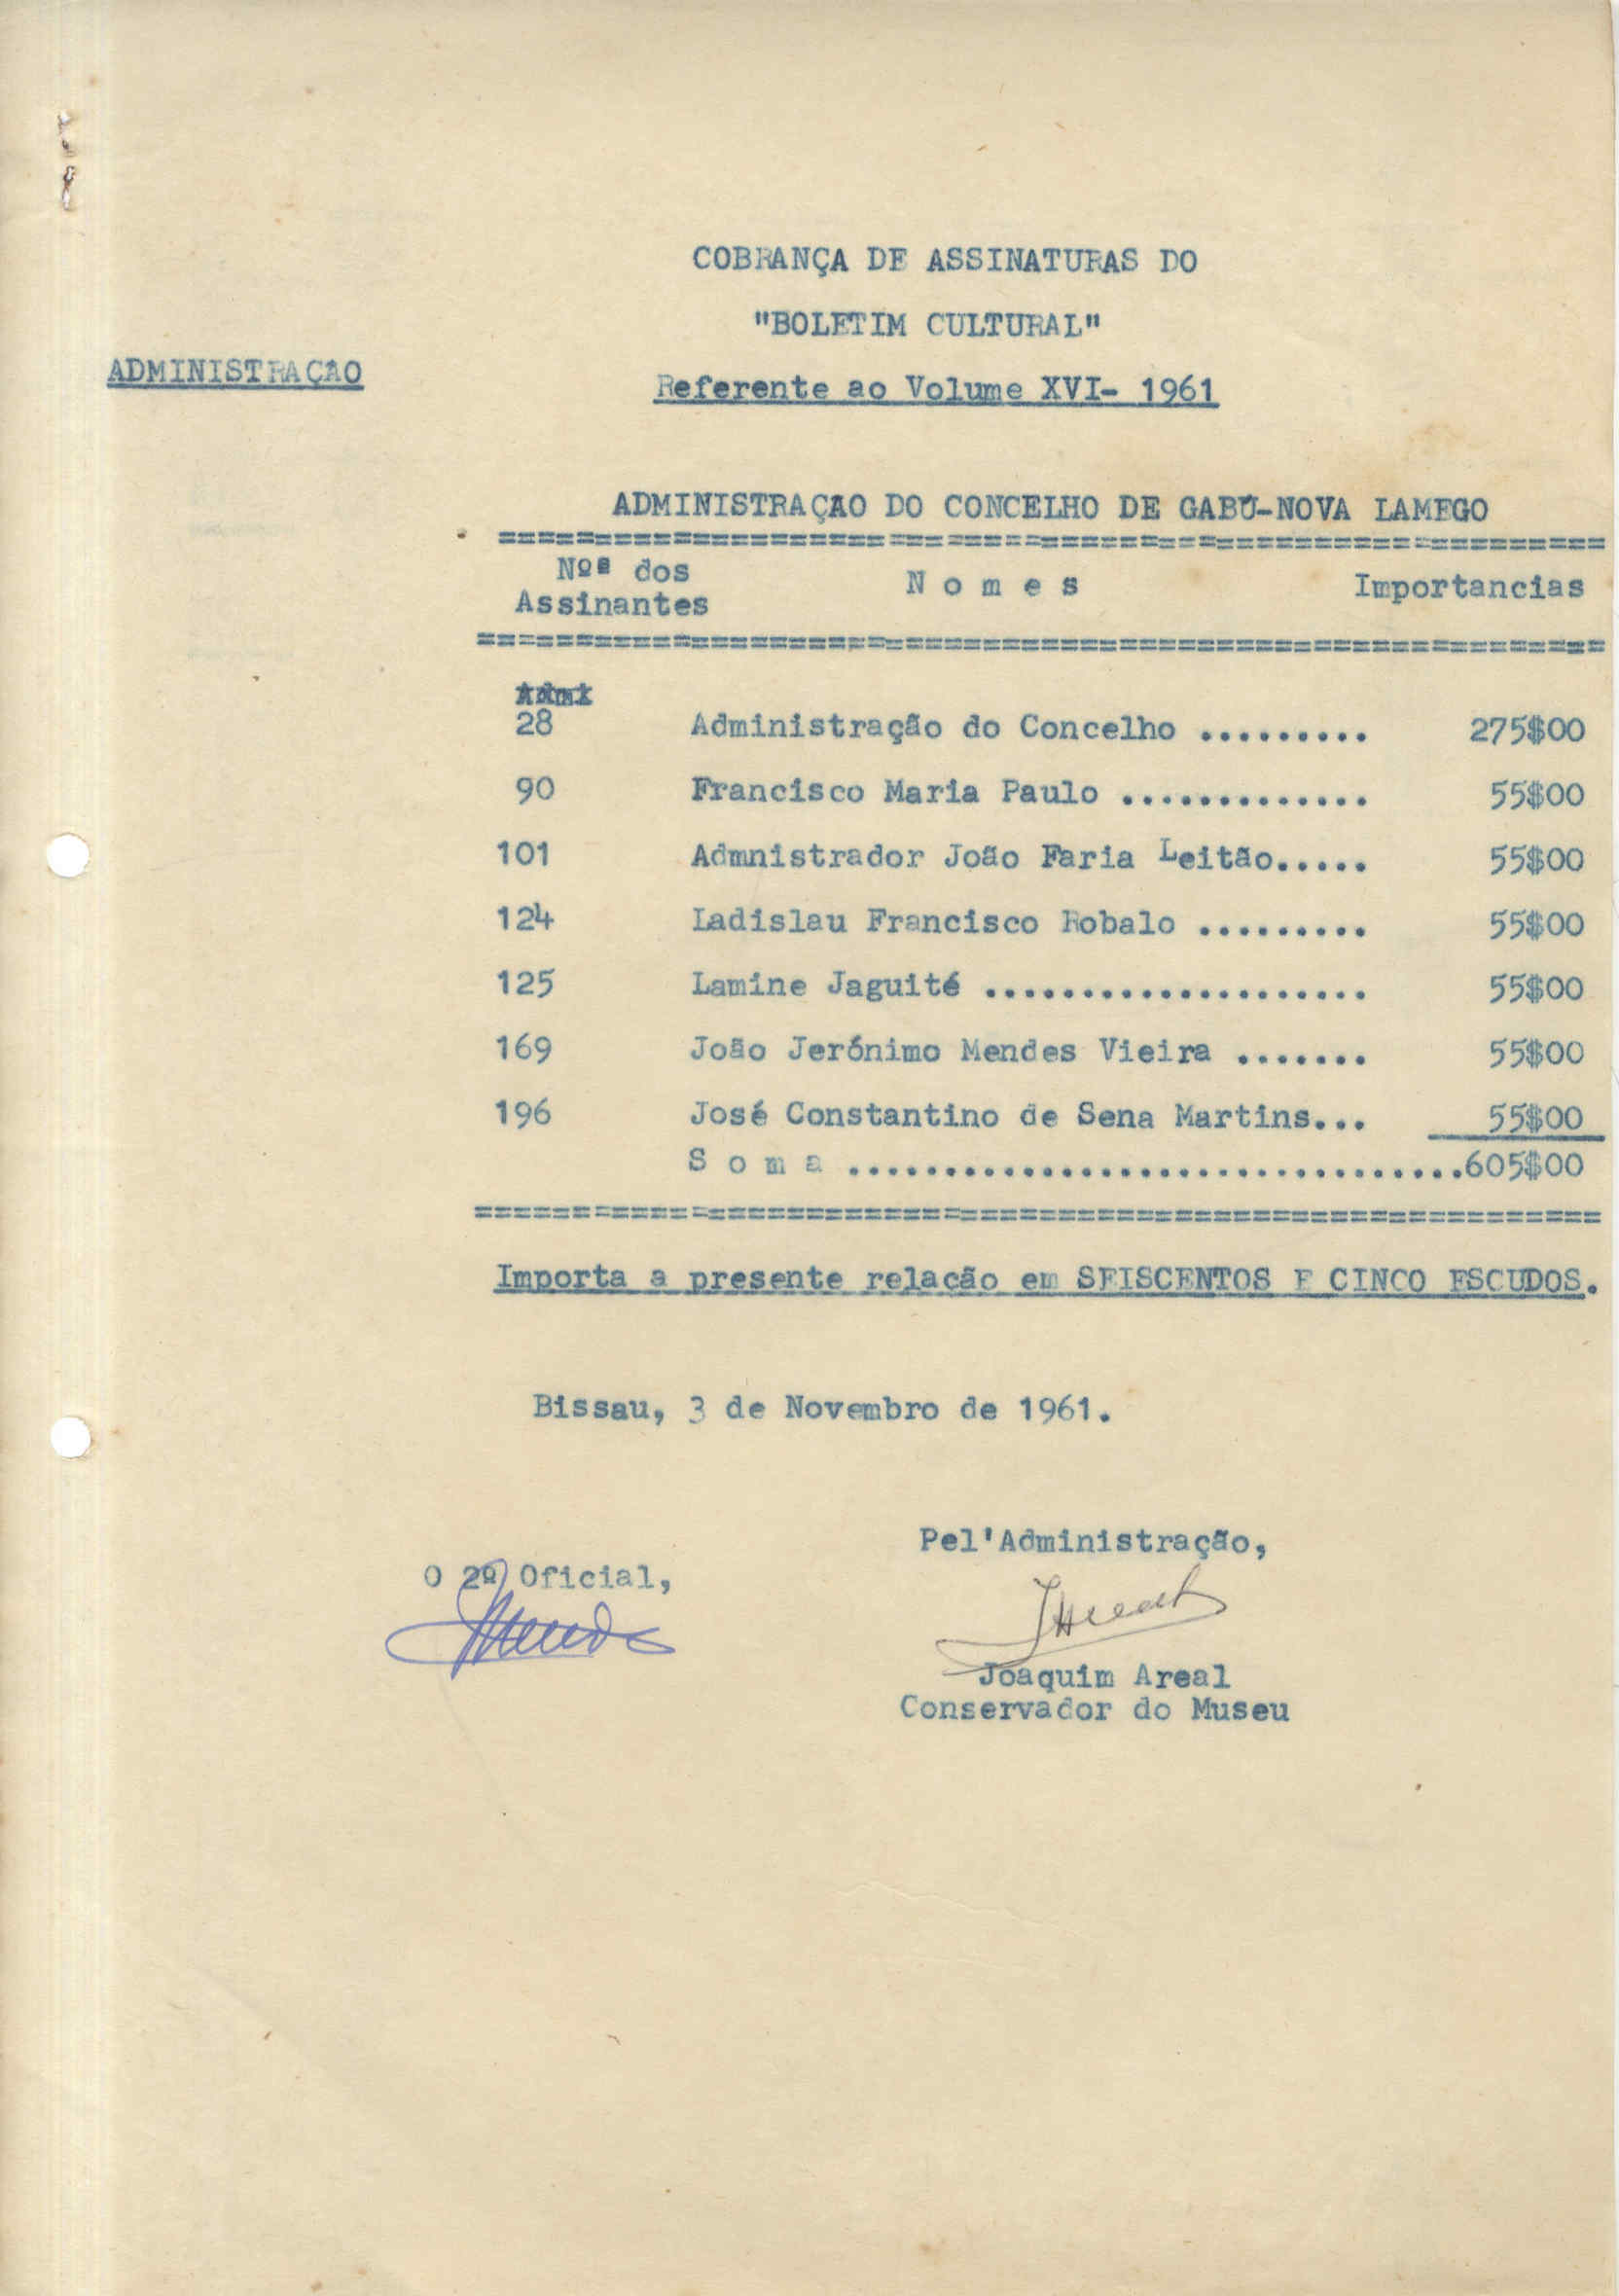 COBRANÇA DE ASSINATURAS DO
"BOLETIM CULTURAL"
ADMINISTRAÇÃO
Referente ao Volume XVI- 1961
ADMINISTRAÇÃO DO CONCELHO DE GABÚ-NOVA LAMEGO
==========================================================
Nºs dos
Assinantes N o m e s Importancias
==========================================================
28 Administração do Concelho ......... 275$00
90 Francisco Maria Paulo ............. 55$00
101 Admnistrador João Faria Leitão..... 55$00
124 Ladislau Francisco Robalo ......... 55$00
125 Lamine Jaguité .................... 55$00
169 João Jerónimo Mendes Vieira ....... 55$00
196 José Constantino de Sena Martins... 55$00
S o m a ................................605$00
==========================================================
Importa a presente relação em SEISCENTOS E CINCO ESCUDOS.
Bissau, 3 de Novembro de 1961.
Pel'Administração,
O 2º Oficial,
Joaquim Areal
Conservador do Museu